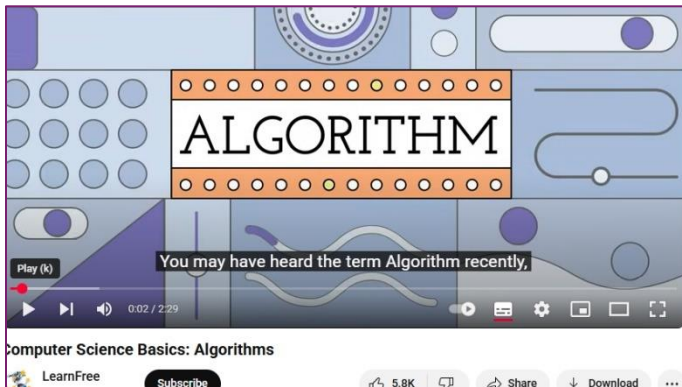 ALGORITHM
You may have heard the term Algorithm recently,
Play (k)
0:02 / 2:29
Computer Science Basics: Algorithms
LearnFree
Subscribe
5.8K
Share
Download